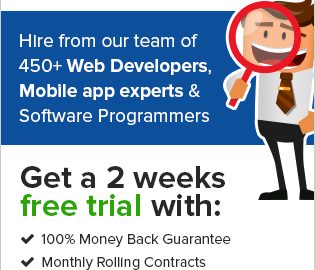 Hire from our team of
450+ Web Developers,
Mobile app experts &
Software Programmers
Get a 2 weeks
free trial with:
✔ 100% Money Back Guarantee
✔ Monthly Rolling Contracts